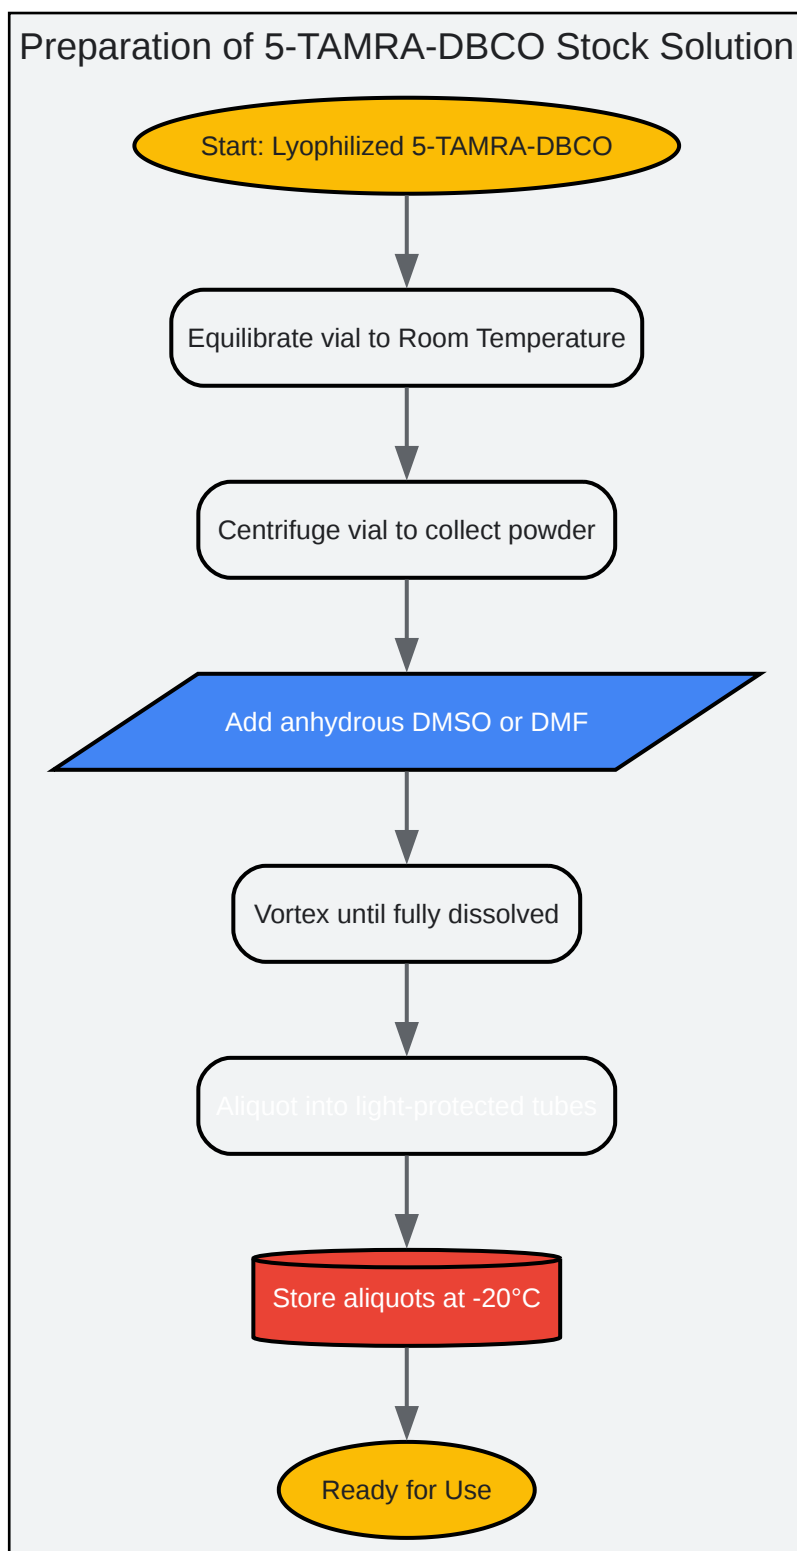 Preparation of 5-TAMRA-DBCO Stock Solution
Start: Lyophilized 5-TAMRA-DBCO
Equilibrate vial to Room Temperature
Centrifuge vial to collect powder
Add anhydrous DMSO or DMF
Vortex until fully dissolved
Aliquot into light-protected tubes
Store aliquots at -20°C
Ready for Use